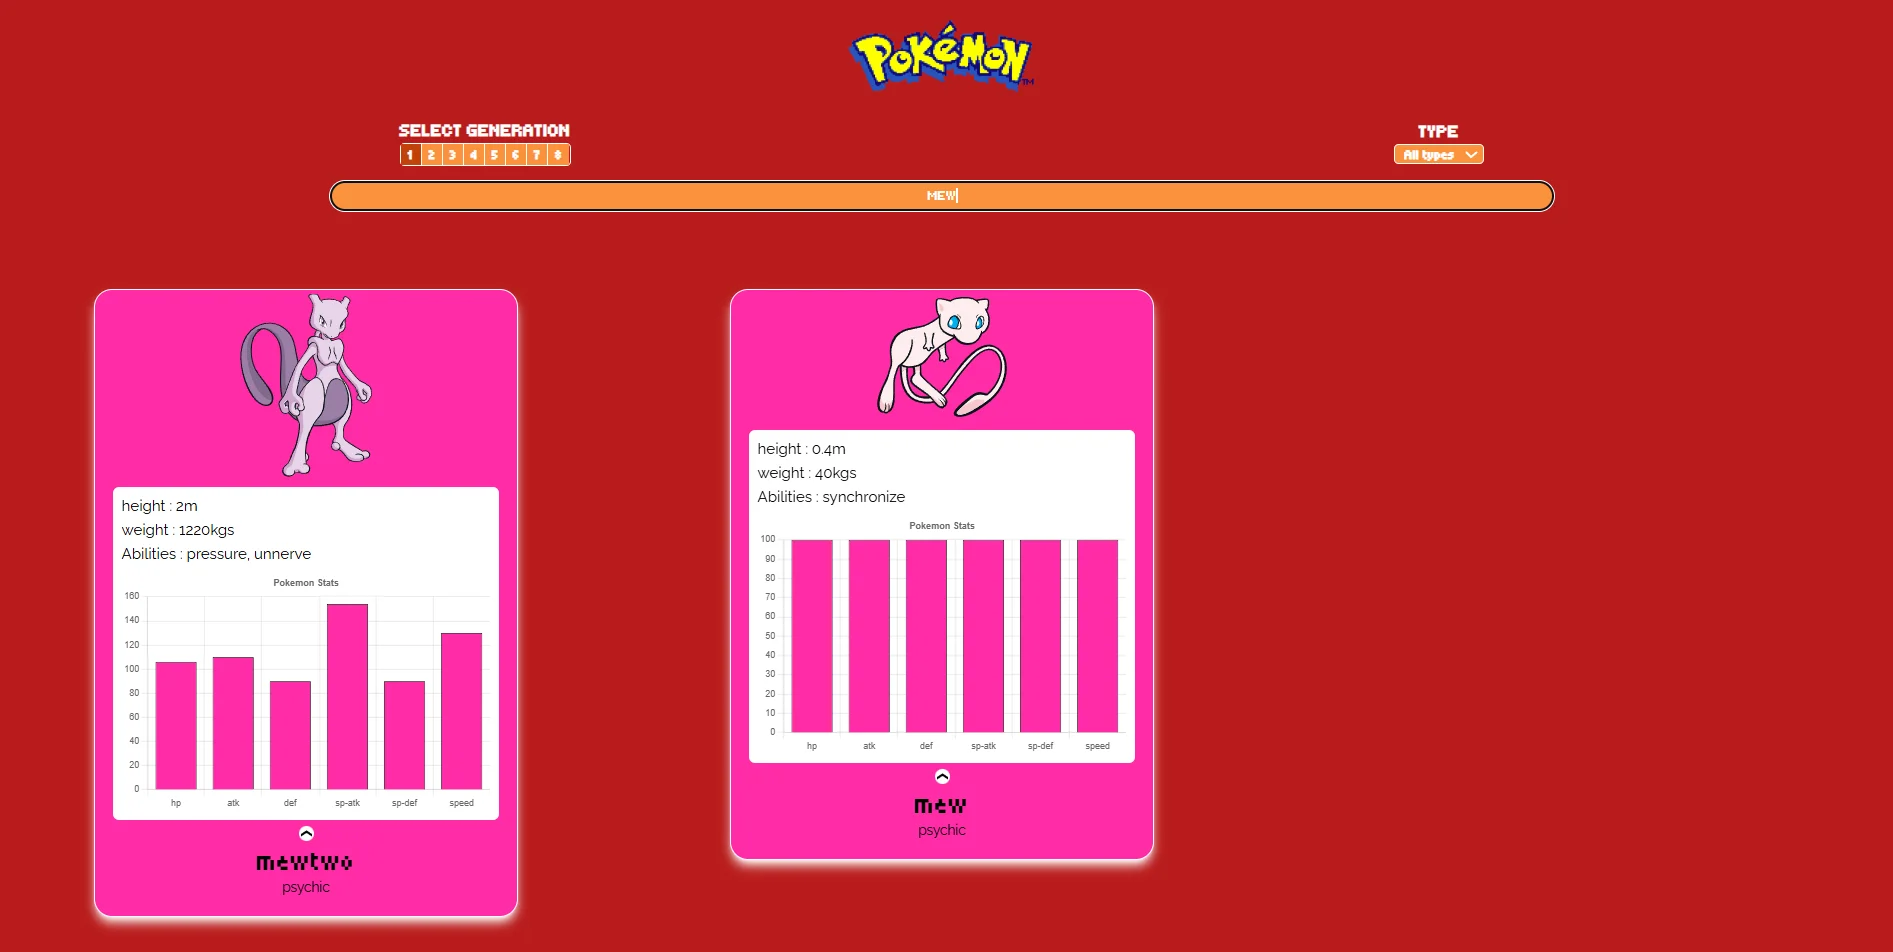 POKéMON
TM
SELECT GENERATION
1 2 3 4 5 6 7 8
TYPE
All types
MEW
height : 2m
weight : 1220kgs
Abilities : pressure, unnerve
Pokemon Stats
160
140
120
100
80
60
40
20
0
hp atk def sp-atk sp-def speed
mewtwo
psychic
height : 0.4m
weight : 40kgs
Abilities : synchronize
Pokemon Stats
100
90
80
70
60
50
40
30
20
10
0
hp atk def sp-atk sp-def speed
mew
psychic